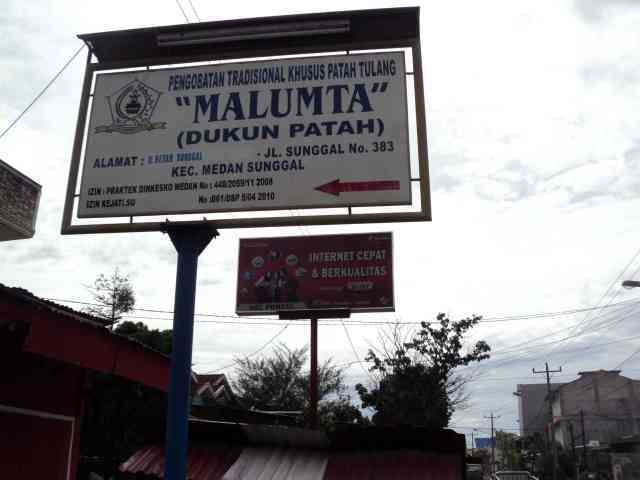 PENGOBATAN TRADISIONAL KHUSUS PATAH TULANG
"MALUMTA"
(DUKUN PATAH)
ALAMAT : - JL. SUNGGAL No. 383
KEC. MEDAN SUNGGAL
IZIN : PRAKTEK DINKESKO MEDAN No : 448/2059/11 2008
IZIN KEJATI.SU No :
INTERNET CEPAT
& BERKUALITAS